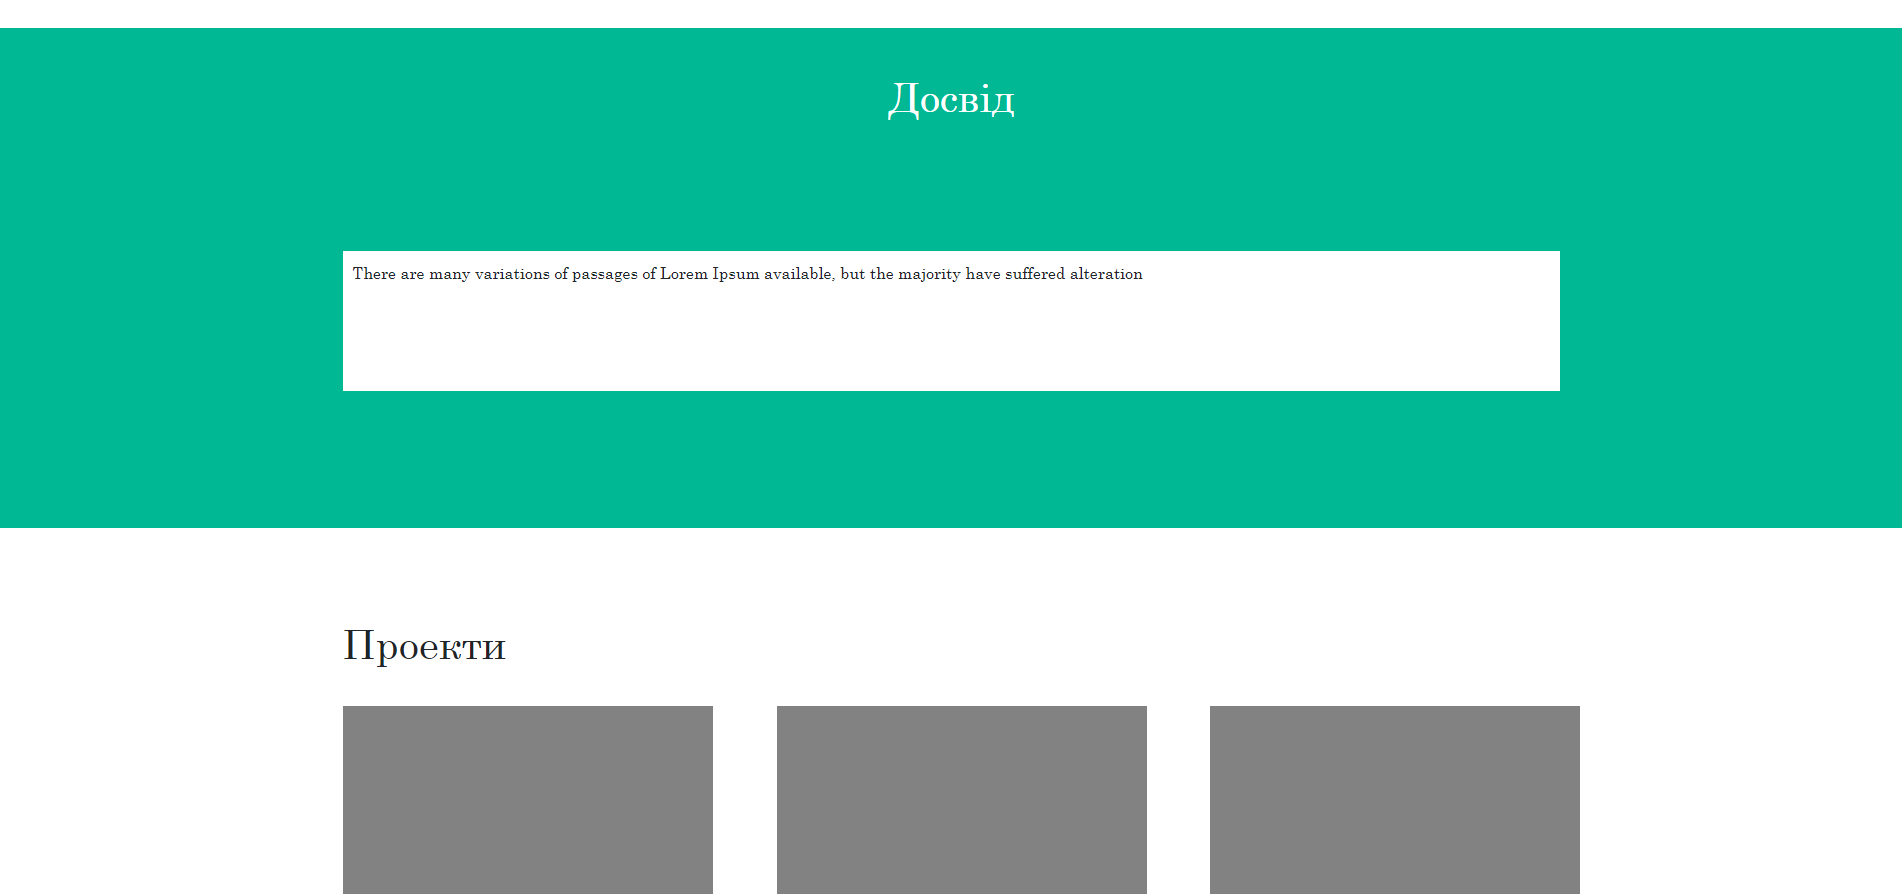 Досвід
There are many variations of passages of Lorem Ipsum available, but the majority have suffered alteration
Проекти